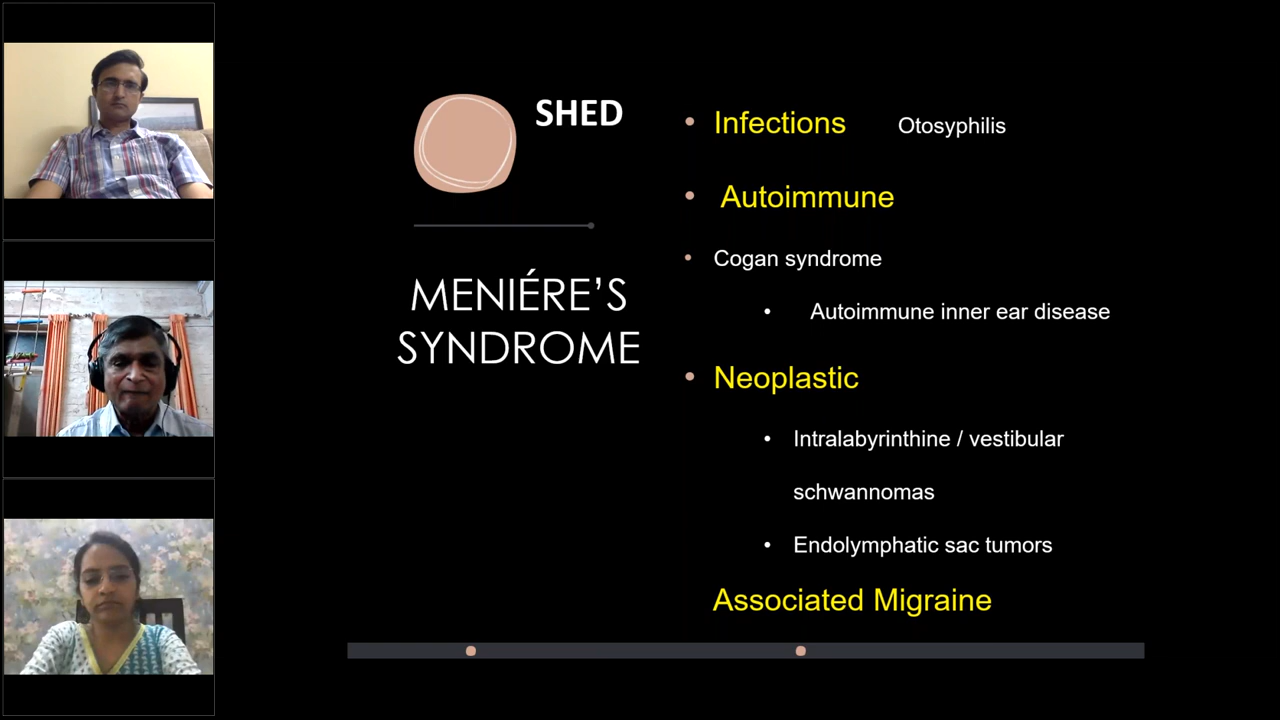 SHED
MENIÉRE’S
SYNDROME
• Infections Otosyphilis
• Autoimmune
• Cogan syndrome
• Autoimmune inner ear disease
• Neoplastic
• Intralabyrinthine / vestibular
schwannomas
• Endolymphatic sac tumors
Associated Migraine